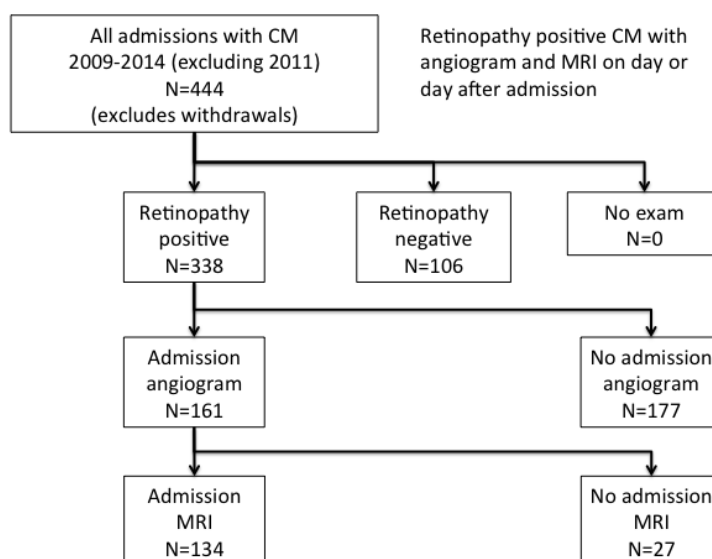 All admissions with CM
2009-2014 (excluding 2011)
N=444
(excludes withdrawals)
Retinopathy positive CM with
angiogram and MRI on day or
day after admission
Retinopathy
positive
N=338
Retinopathy
negative
N=106
No exam
N=0
Admission
angiogram
N=161
No admission
angiogram
N=177
Admission
MRI
N=134
No admission
MRI
N=27